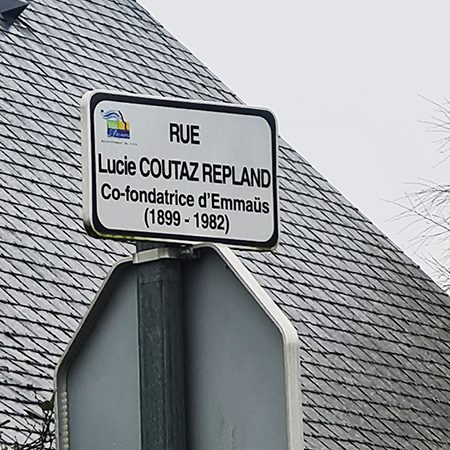 RUE
Lucie COUTAZ REPLAND
Co-fondatrice d'Emmaüs
(1899 - 1982)